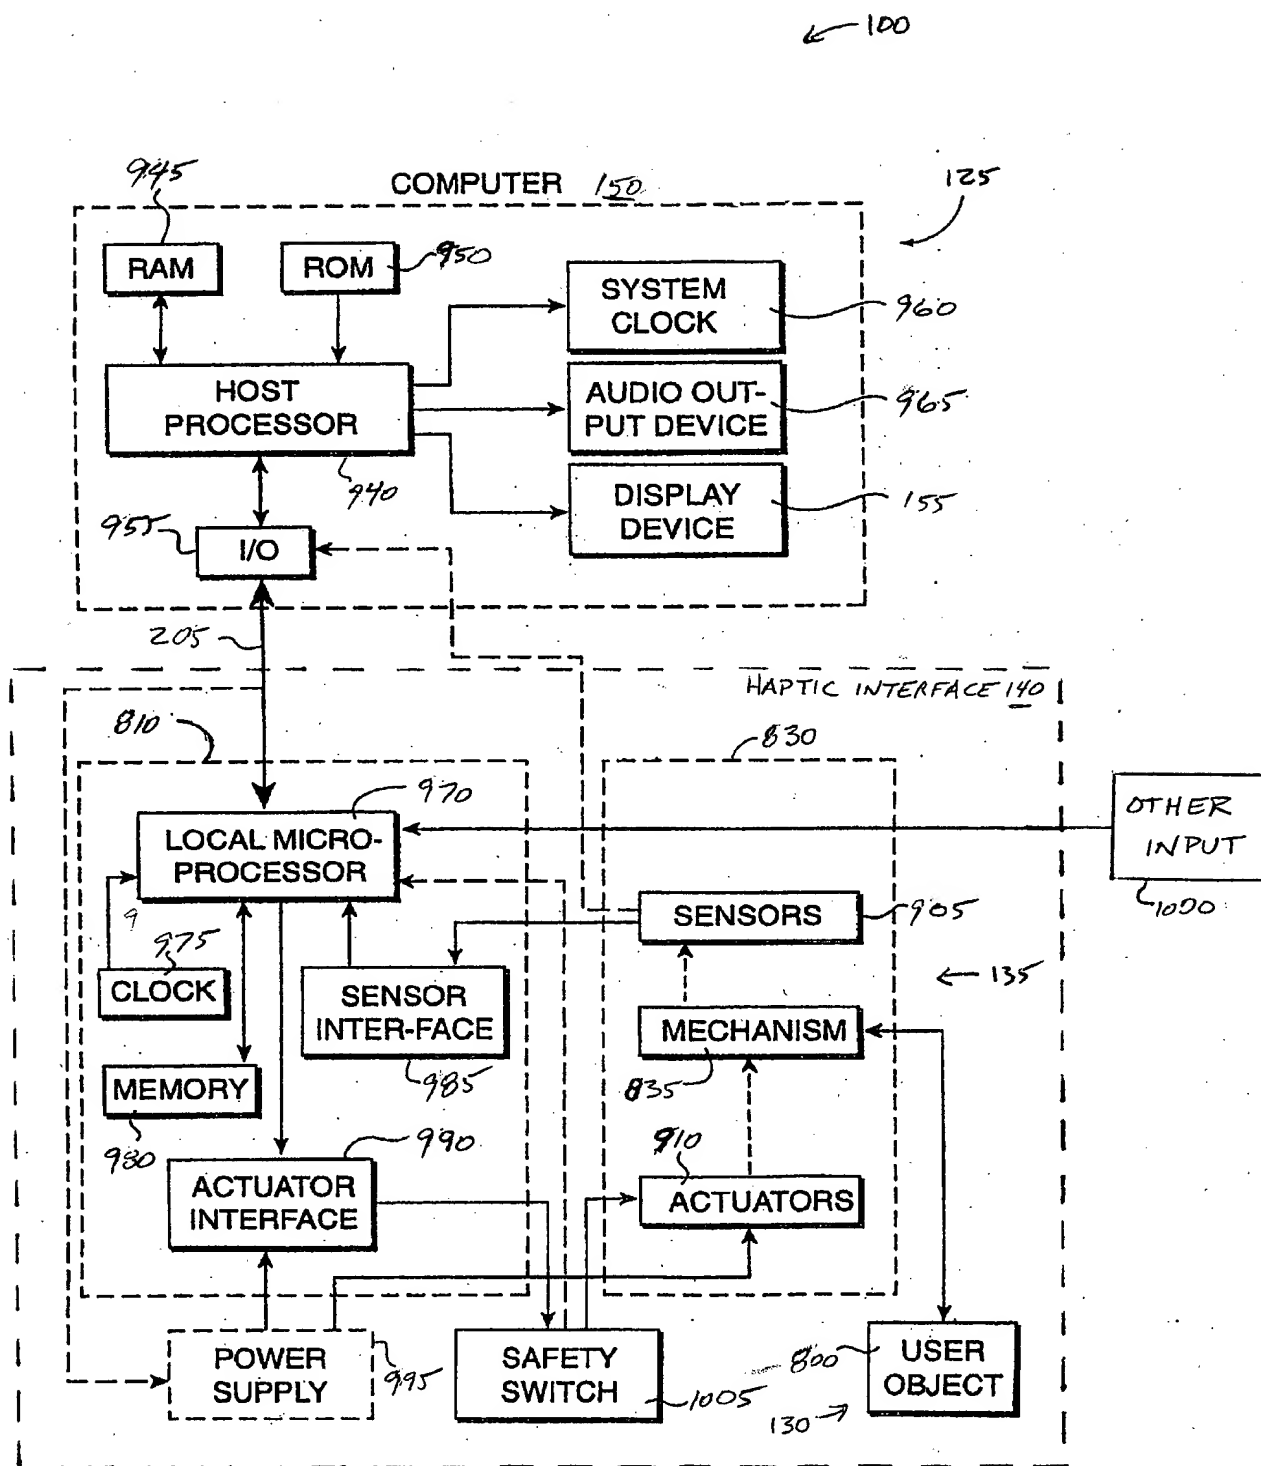 100
945
COMPUTER 150
125
RAM
ROM
950
SYSTEM
CLOCK
960
HOST
PROCESSOR
AUDIO OUT-
PUT DEVICE
965
940
DISPLAY
DEVICE
155
955
I/O
205
HAPTIC INTERFACE 140
810
830
970
OTHER
INPUT
1000
LOCAL MICRO-
PROCESSOR
SENSORS
905
9
975
CLOCK
SENSOR
INTER-FACE
985
135
MECHANISM
835
MEMORY
980
990
910
ACTUATOR
INTERFACE
ACTUATORS
POWER
SUPPLY
995
SAFETY
SWITCH
1005
800
USER
OBJECT
130